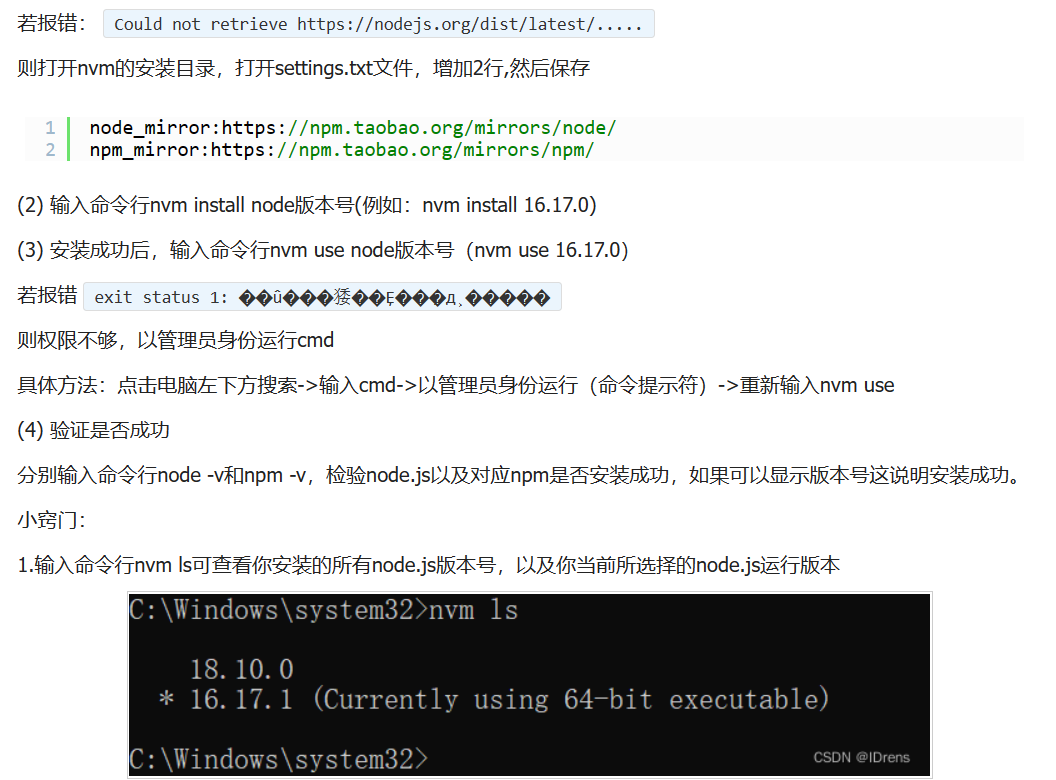 若报错： Could not retrieve https://nodejs.org/dist/latest/.....
则打开nvm的安装目录，打开settings.txt文件，增加2行,然后保存
1 node_mirror:https://npm.taobao.org/mirrors/node/
2 npm_mirror:https://npm.taobao.org/mirrors/npm/
(2) 输入命令行nvm install node版本号(例如：nvm install 16.17.0)
(3) 安装成功后，输入命令行nvm use node版本号（nvm use 16.17.0）
若报错 exit status 1: ��û���㹻��Ȩ���д˲�����
则权限不够，以管理员身份运行cmd
具体方法：点击电脑左下方搜索->输入cmd->以管理员身份运行（命令提示符）->重新输入nvm use
(4) 验证是否成功
分别输入命令行node -v和npm -v，检验node.js以及对应npm是否安装成功，如果可以显示版本号这说明安装成功。
小窍门：
1.输入命令行nvm ls可查看你安装的所有node.js版本号，以及你当前所选择的node.js运行版本
C:\Windows\system32>nvm ls
18.10.0
* 16.17.1 (Currently using 64-bit executable)
C:\Windows\system32>
CSDN @IDrens